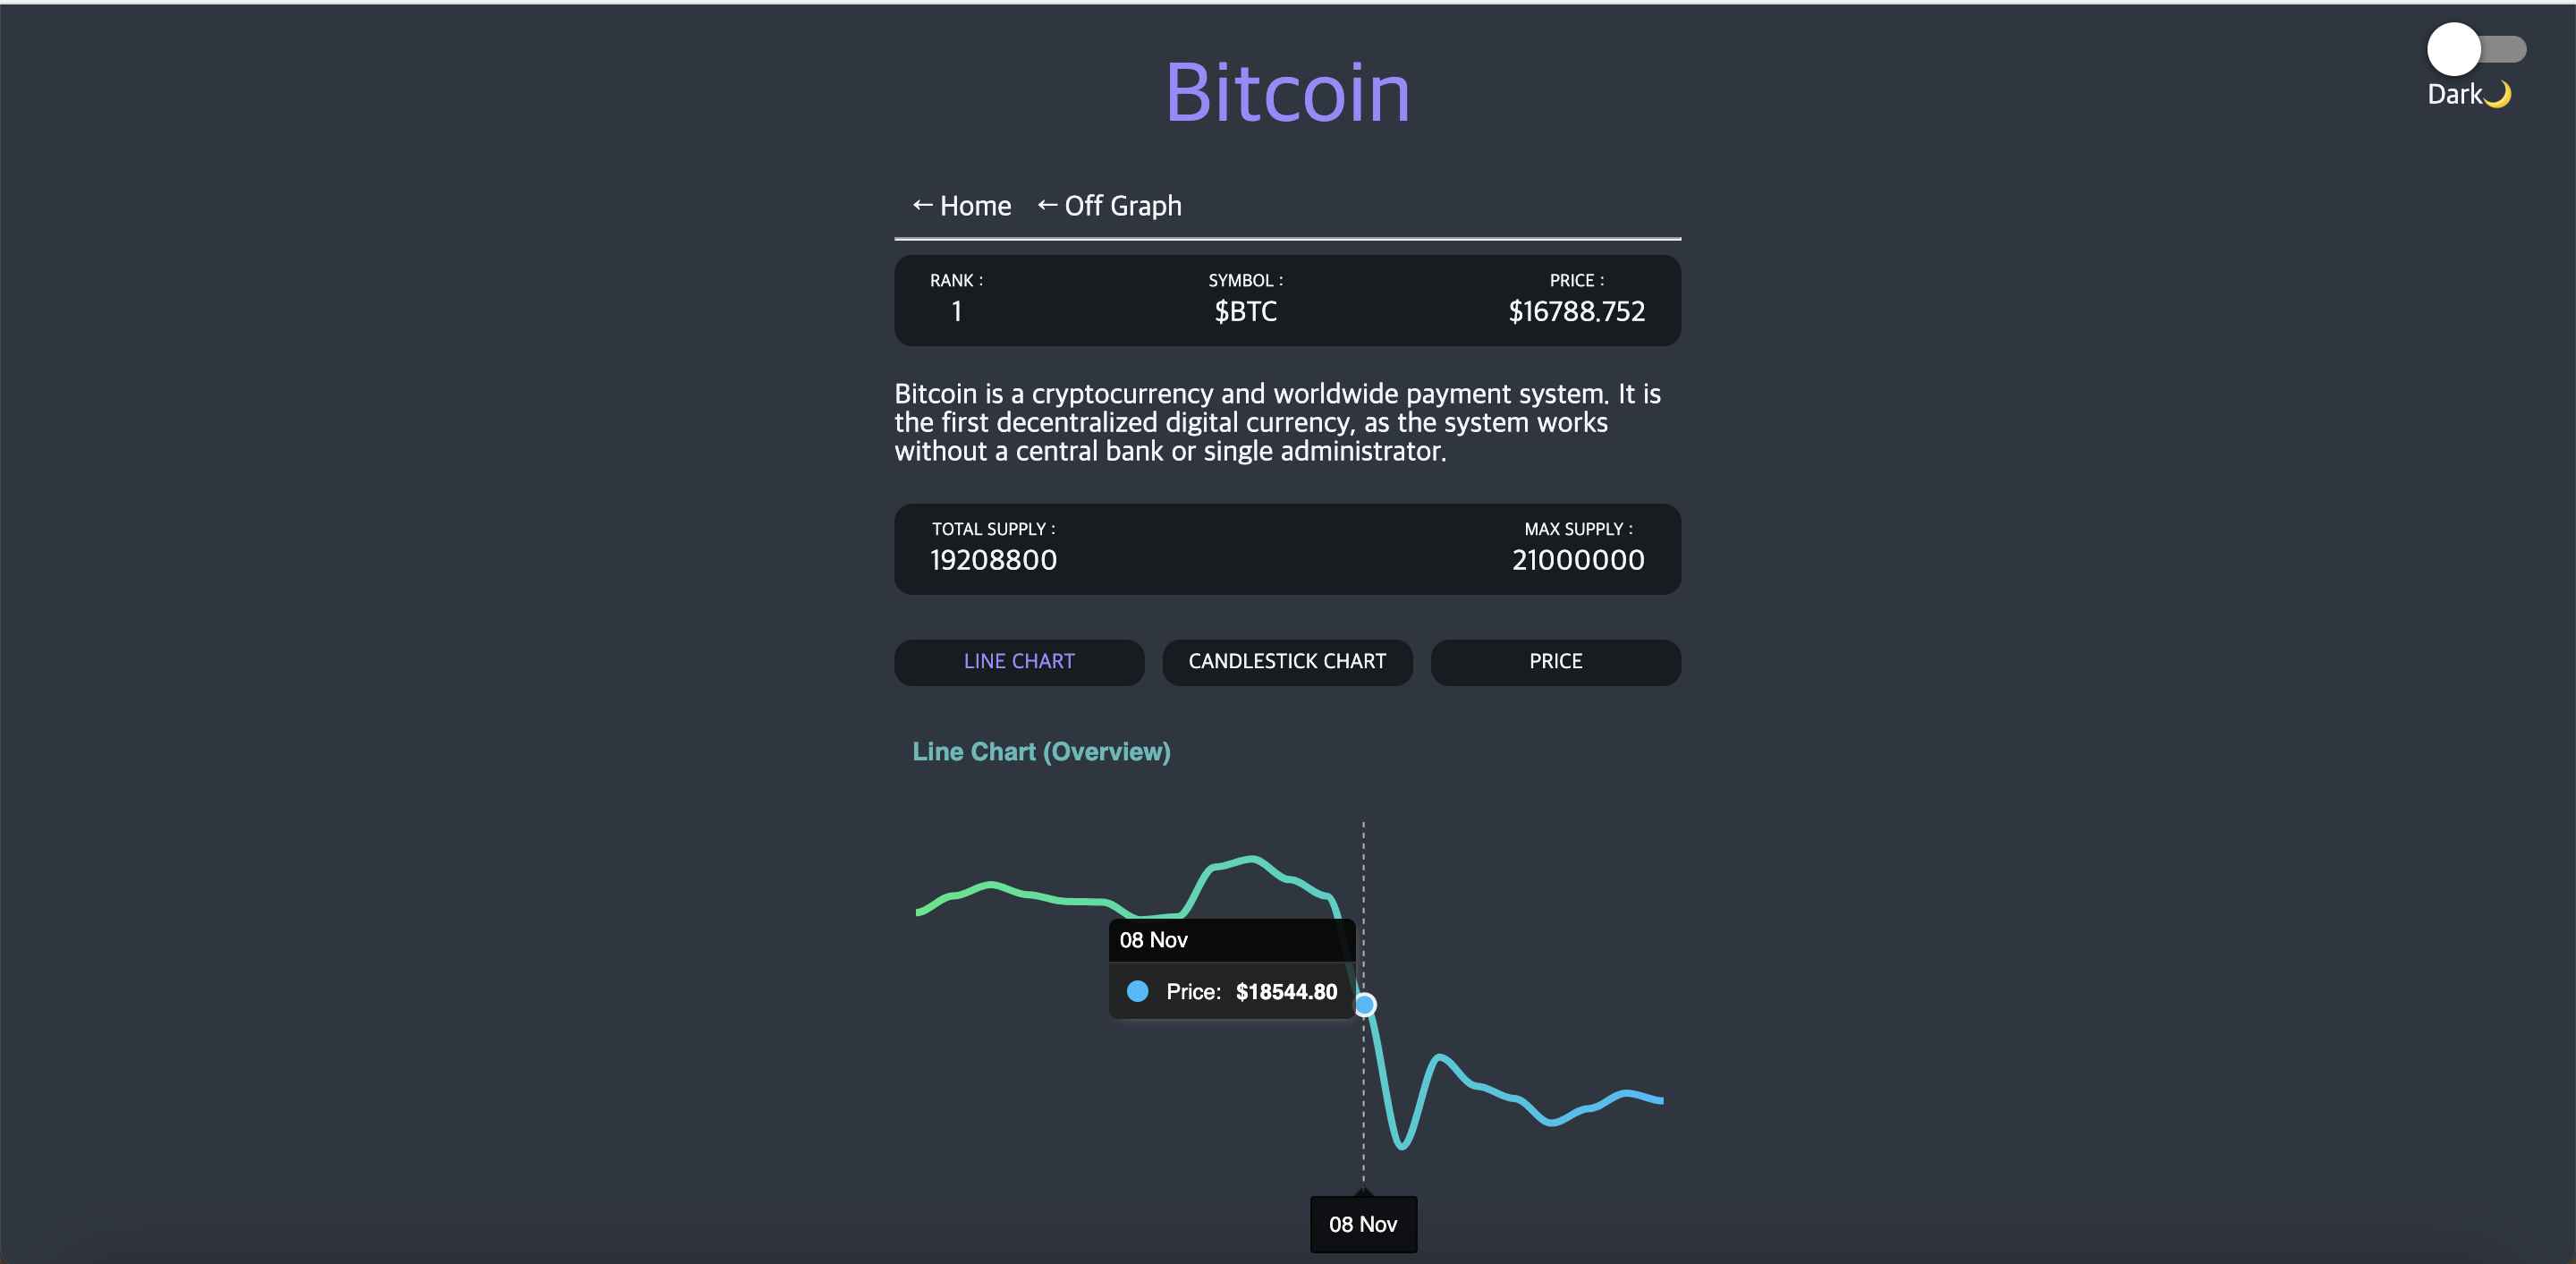 Bitcoin
Dark🌙
← Home ← Off Graph
RANK : SYMBOL : PRICE :
1 $BTC $16788.752
Bitcoin is a cryptocurrency and worldwide payment system. It is
the first decentralized digital currency, as the system works
without a central bank or single administrator.
TOTAL SUPPLY : MAX SUPPLY :
19208800 21000000
LINE CHART CANDLESTICK CHART PRICE
Line Chart (Overview)
08 Nov
Price: $18544.80
08 Nov